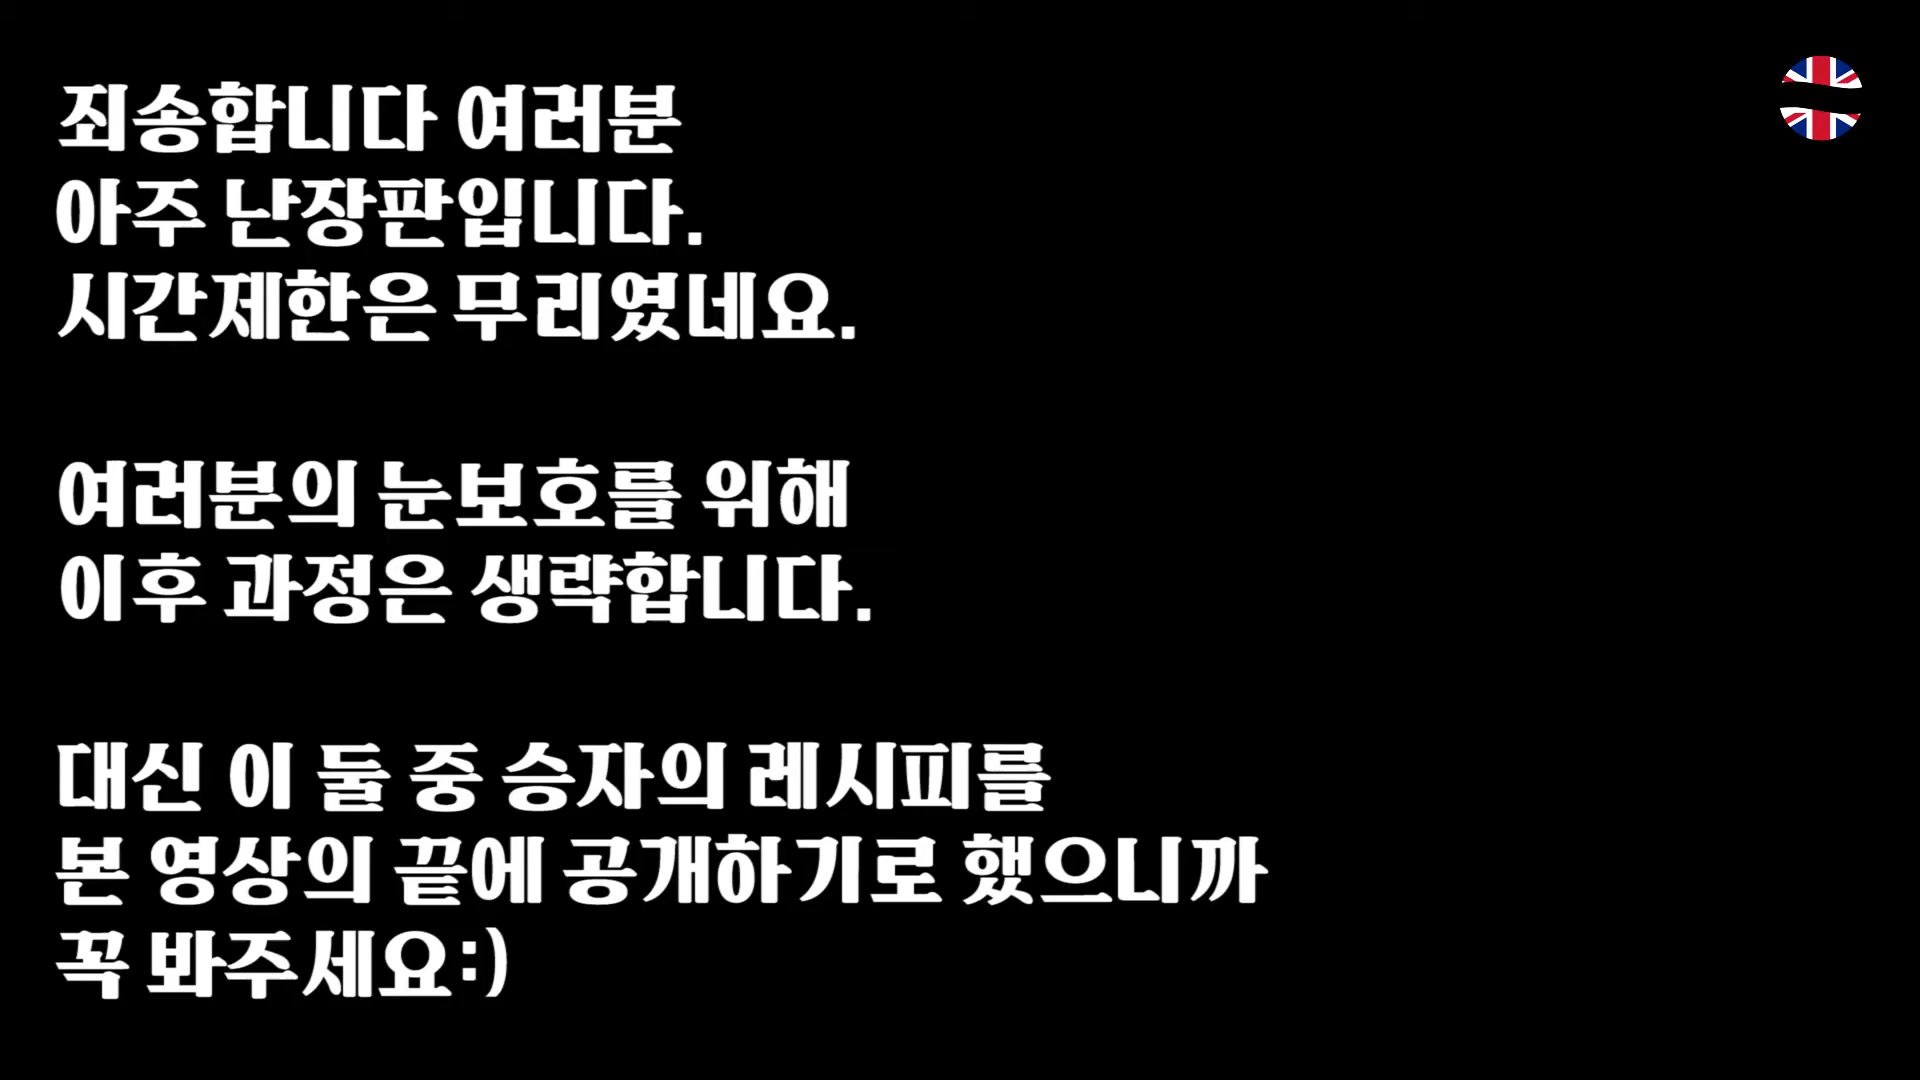 죄송합니다 여러분
아주 난장판입니다.
시간제한은 무리였네요.
여러분의 눈보호를 위해
이후 과정은 생략합니다.
대신 이 둘 중 승자의 레시피를
본 영상의 끝에 공개하기로 했으니까
꼭 봐주세요:)